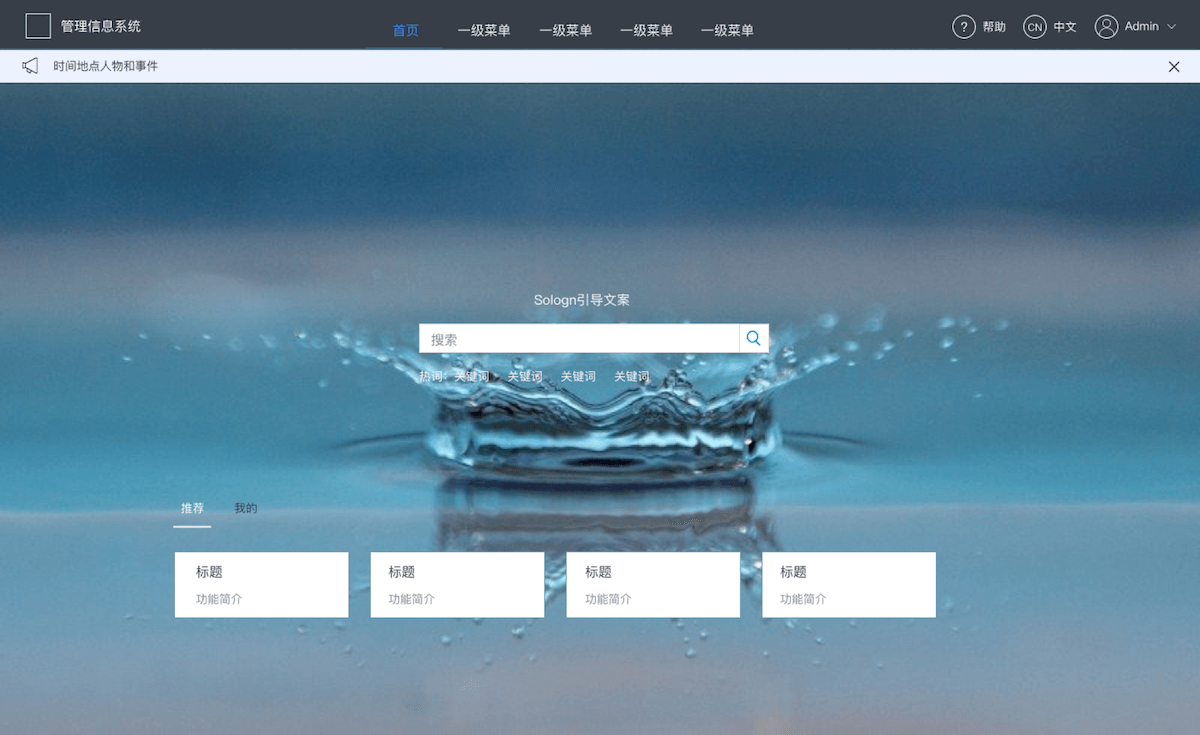 管理信息系统 首页 一级菜单 一级菜单 一级菜单 一级菜单 ? 帮助 CN 中文 Admin
时间地点人物和事件
Sologn引导文案
搜索
热词: 关键词 关键词 关键词 关键词
推荐 我的
标题 标题 标题 标题
功能简介 功能简介 功能简介 功能简介